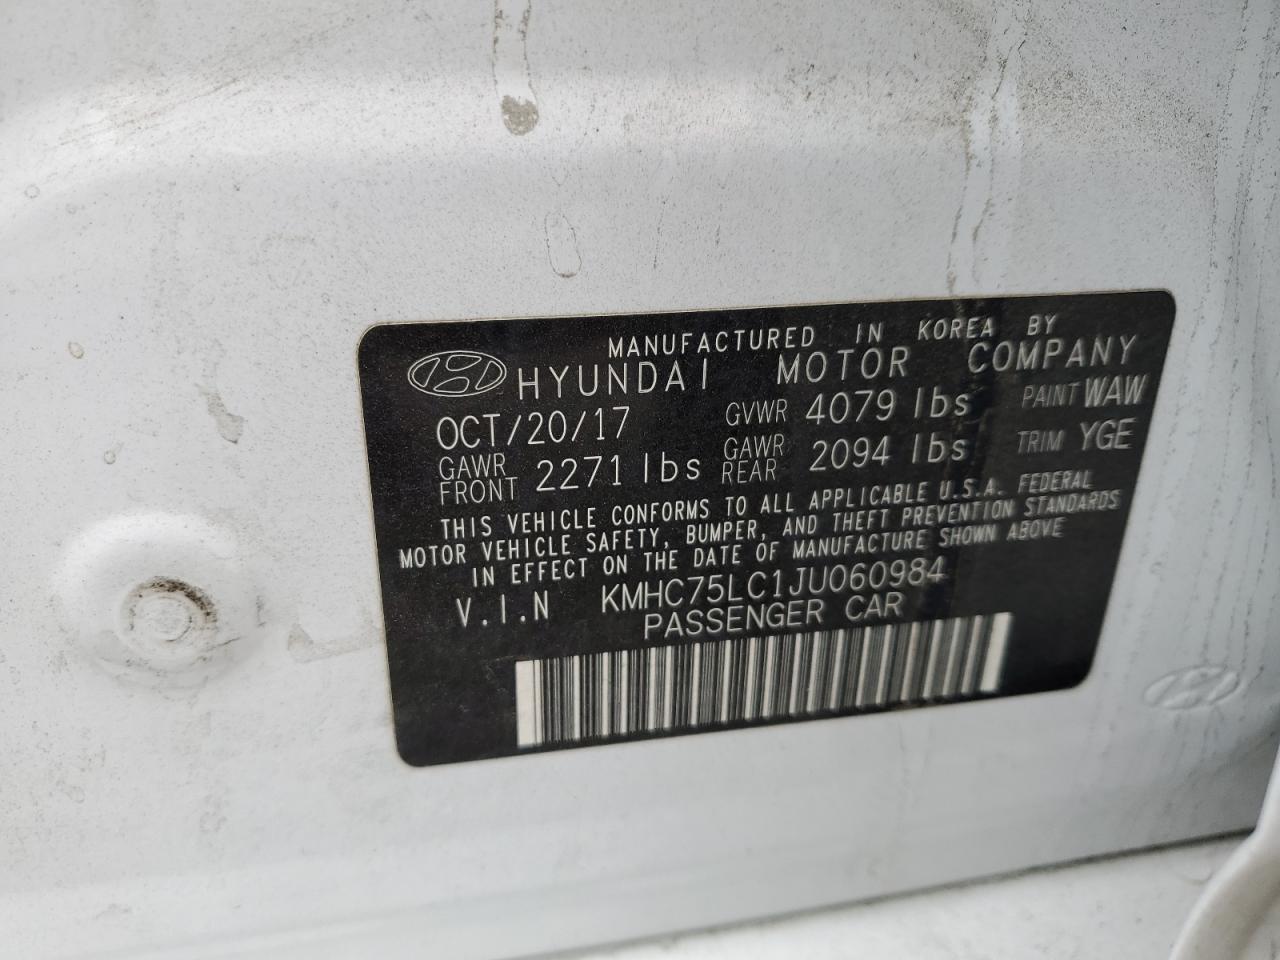 MANUFACTURED IN KOREA BY
HYUNDAI MOTOR COMPANY
OCT/20/17 GVWR 4079 lbs PAINT WAW
GAWR FRONT 2271 lbs GAWR REAR 2094 lbs TRIM YGE
THIS VEHICLE CONFORMS TO ALL APPLICABLE U.S.A. FEDERAL
MOTOR VEHICLE SAFETY, BUMPER, AND THEFT PREVENTION STANDARDS
IN EFFECT ON THE DATE OF MANUFACTURE SHOWN ABOVE
V.I.N KMHC75LC1JU060984
PASSENGER CAR